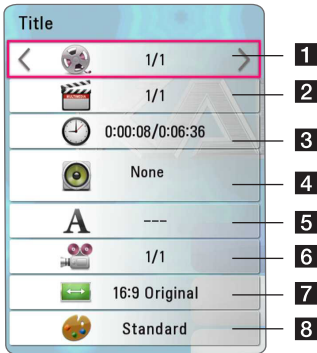 Title
1/1 1
1/1 2
0:00:08/0:06:36 3
None 4
A --- 5
1/1 6
16:9 Original 7
Standard 8